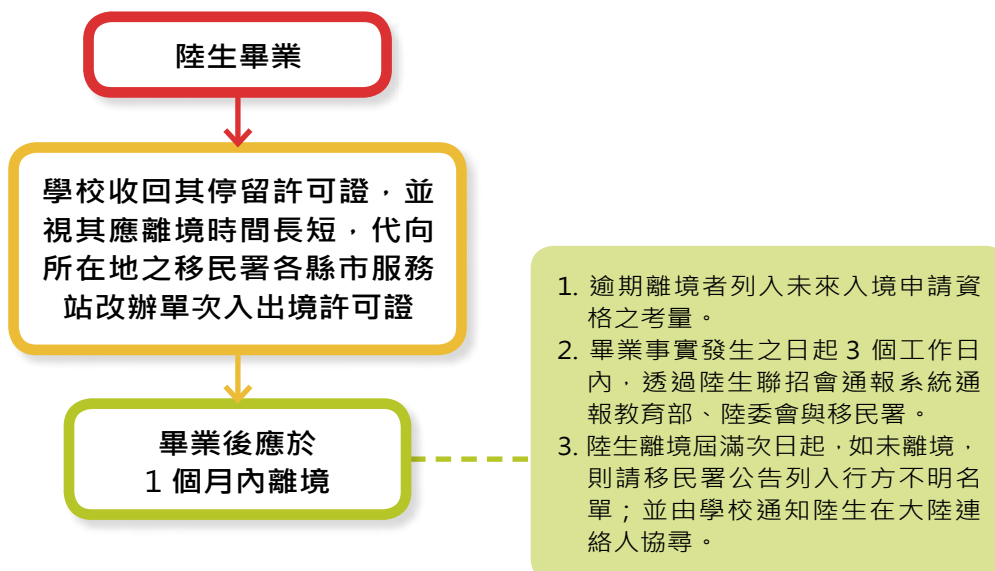 陸生畢業
學校收回其停留許可證，並
視其應離境時間長短，代向
所在地之移民署各縣市服務
站改辦單次入出境許可證
畢業後應於
1 個月內離境
1. 逾期離境者列入未來入境申請資
格之考量。
2. 畢業事實發生之日起 3 個工作日
內，透過陸生聯招會通報系統通
報教育部、陸委會與移民署。
3. 陸生離境屆滿次日起，如未離境，
則請移民署公告列入行方不明名
單；並由學校通知陸生在大陸連
絡人協尋。